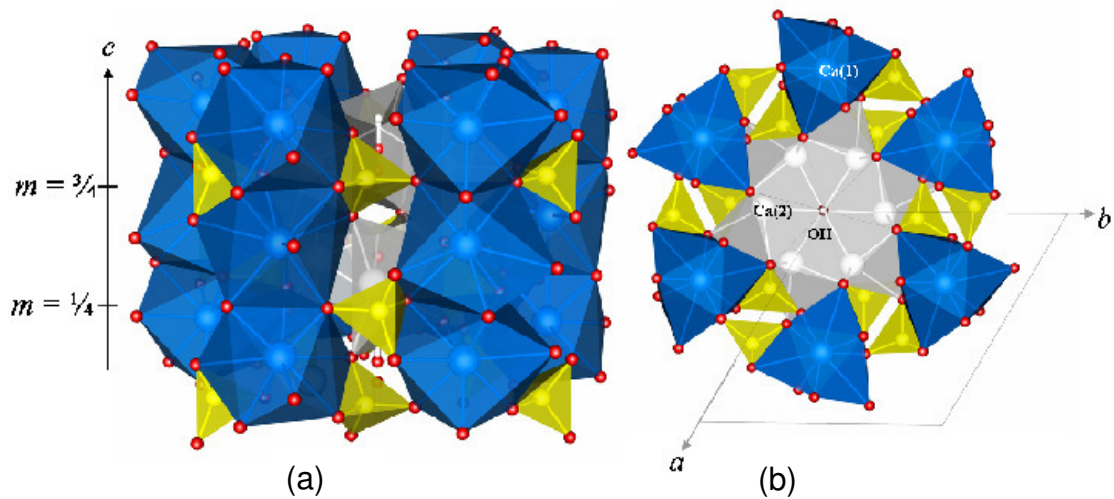 c
m = ¾
m = ¼
(a)
Ca(1)
Ca(2)
OH
b
a
(b)